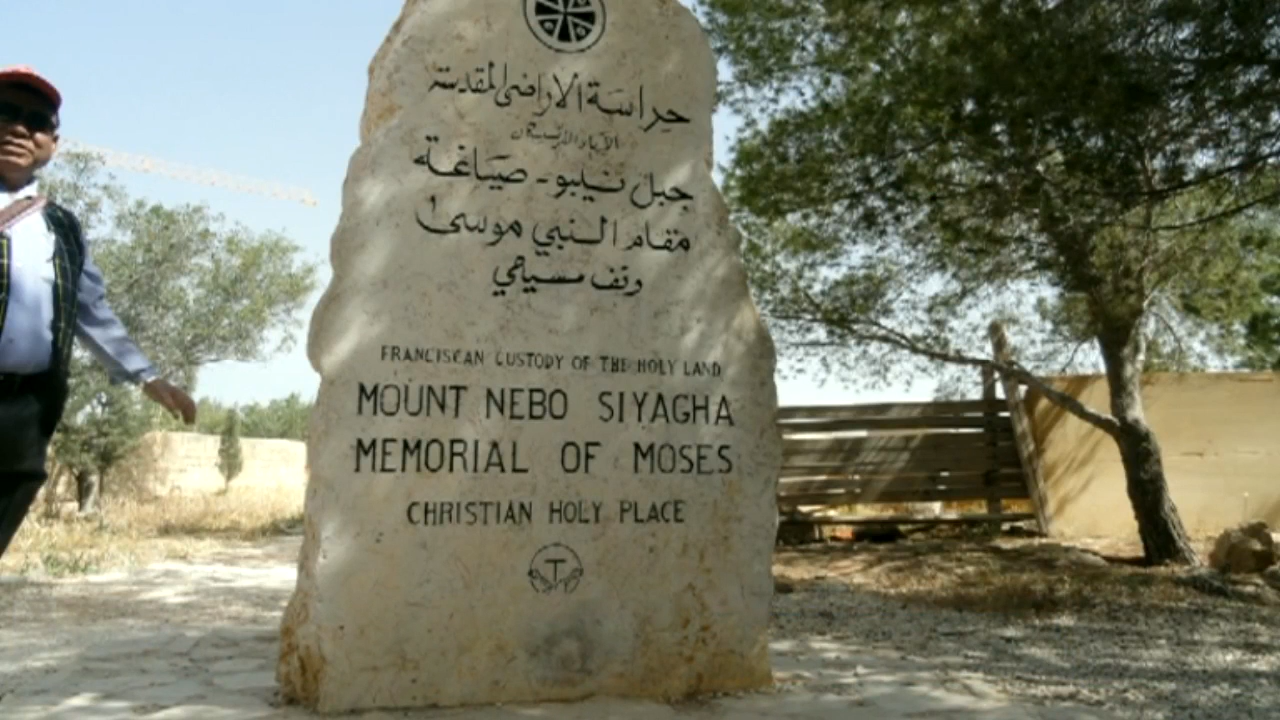 حراسة الاراضي المقدسة
جبل نيبو - صياغة
مقام النبي موسى
وقف مسيحي
FRANCISCAN CUSTODY OF THE HOLY LAND
MOUNT NEBO SIYAGHA
MEMORIAL OF MOSES
CHRISTIAN HOLY PLACE